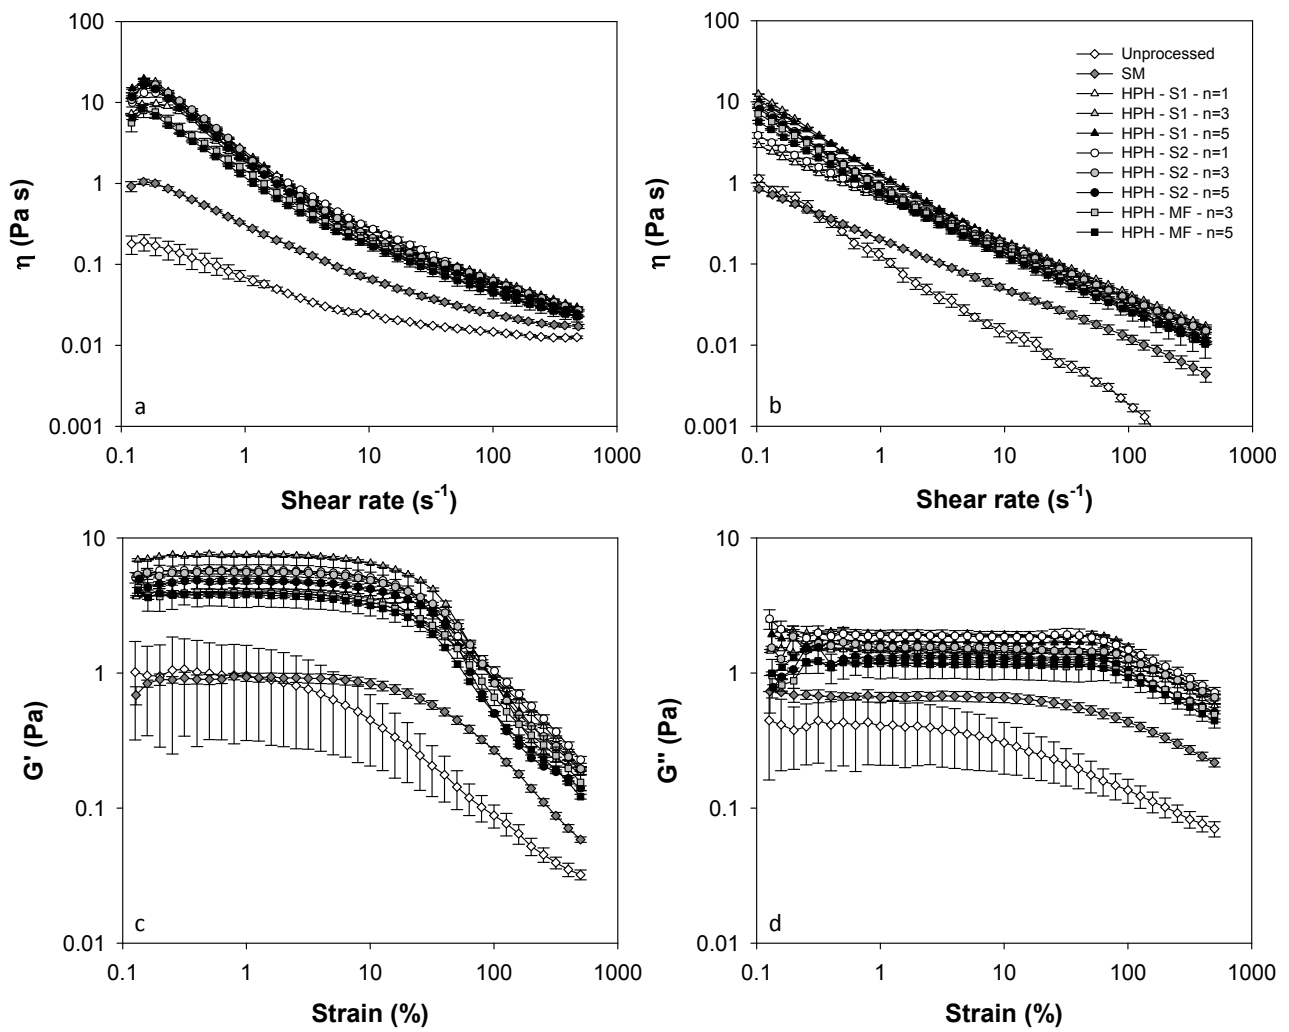 100
10
1
0.1
0.01
0.001
η (Pa s)
a
0.1
1
10
100
1000
Shear rate (s⁻¹)
100
10
1
0.1
0.01
0.001
η (Pa s)
Unprocessed
SM
HPH - S1 - n=1
HPH - S1 - n=3
HPH - S1 - n=5
HPH - S2 - n=1
HPH - S2 - n=3
HPH - S2 - n=5
HPH - MF - n=3
HPH - MF - n=5
b
0.1
1
10
100
1000
Shear rate (s⁻¹)
10
1
0.1
0.01
G' (Pa)
c
0.1
1
10
100
1000
Strain (%)
10
1
0.1
0.01
G'' (Pa)
d
0.1
1
10
100
1000
Strain (%)